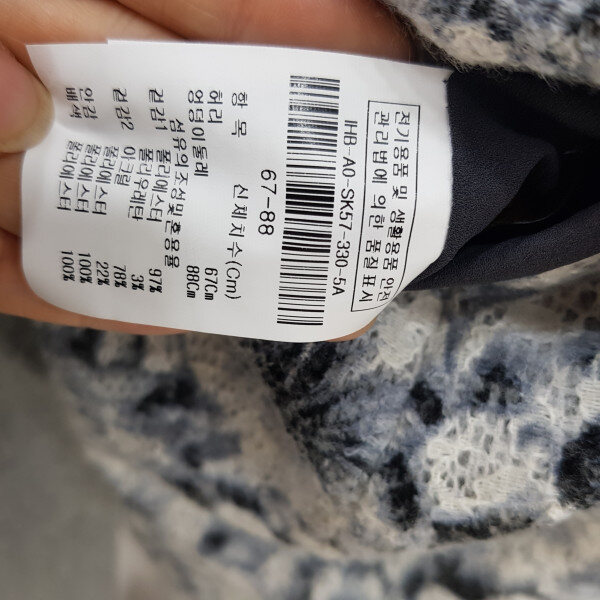 전기용품 및 생활용품 안전
관리법에 의한 품질 표시
IHB-A0-SK57-330-5A
67-88
항 목 신체치수(Cm)
허리 67cm
엉덩이둘레 88cm
섬유의조성및혼용율
겉감1 폴리에스터 97%
폴리우레탄 3%
겉감2 아크릴 78%
폴리에스터 22%
안감 폴리에스터 100%
배색 폴리에스터 100%